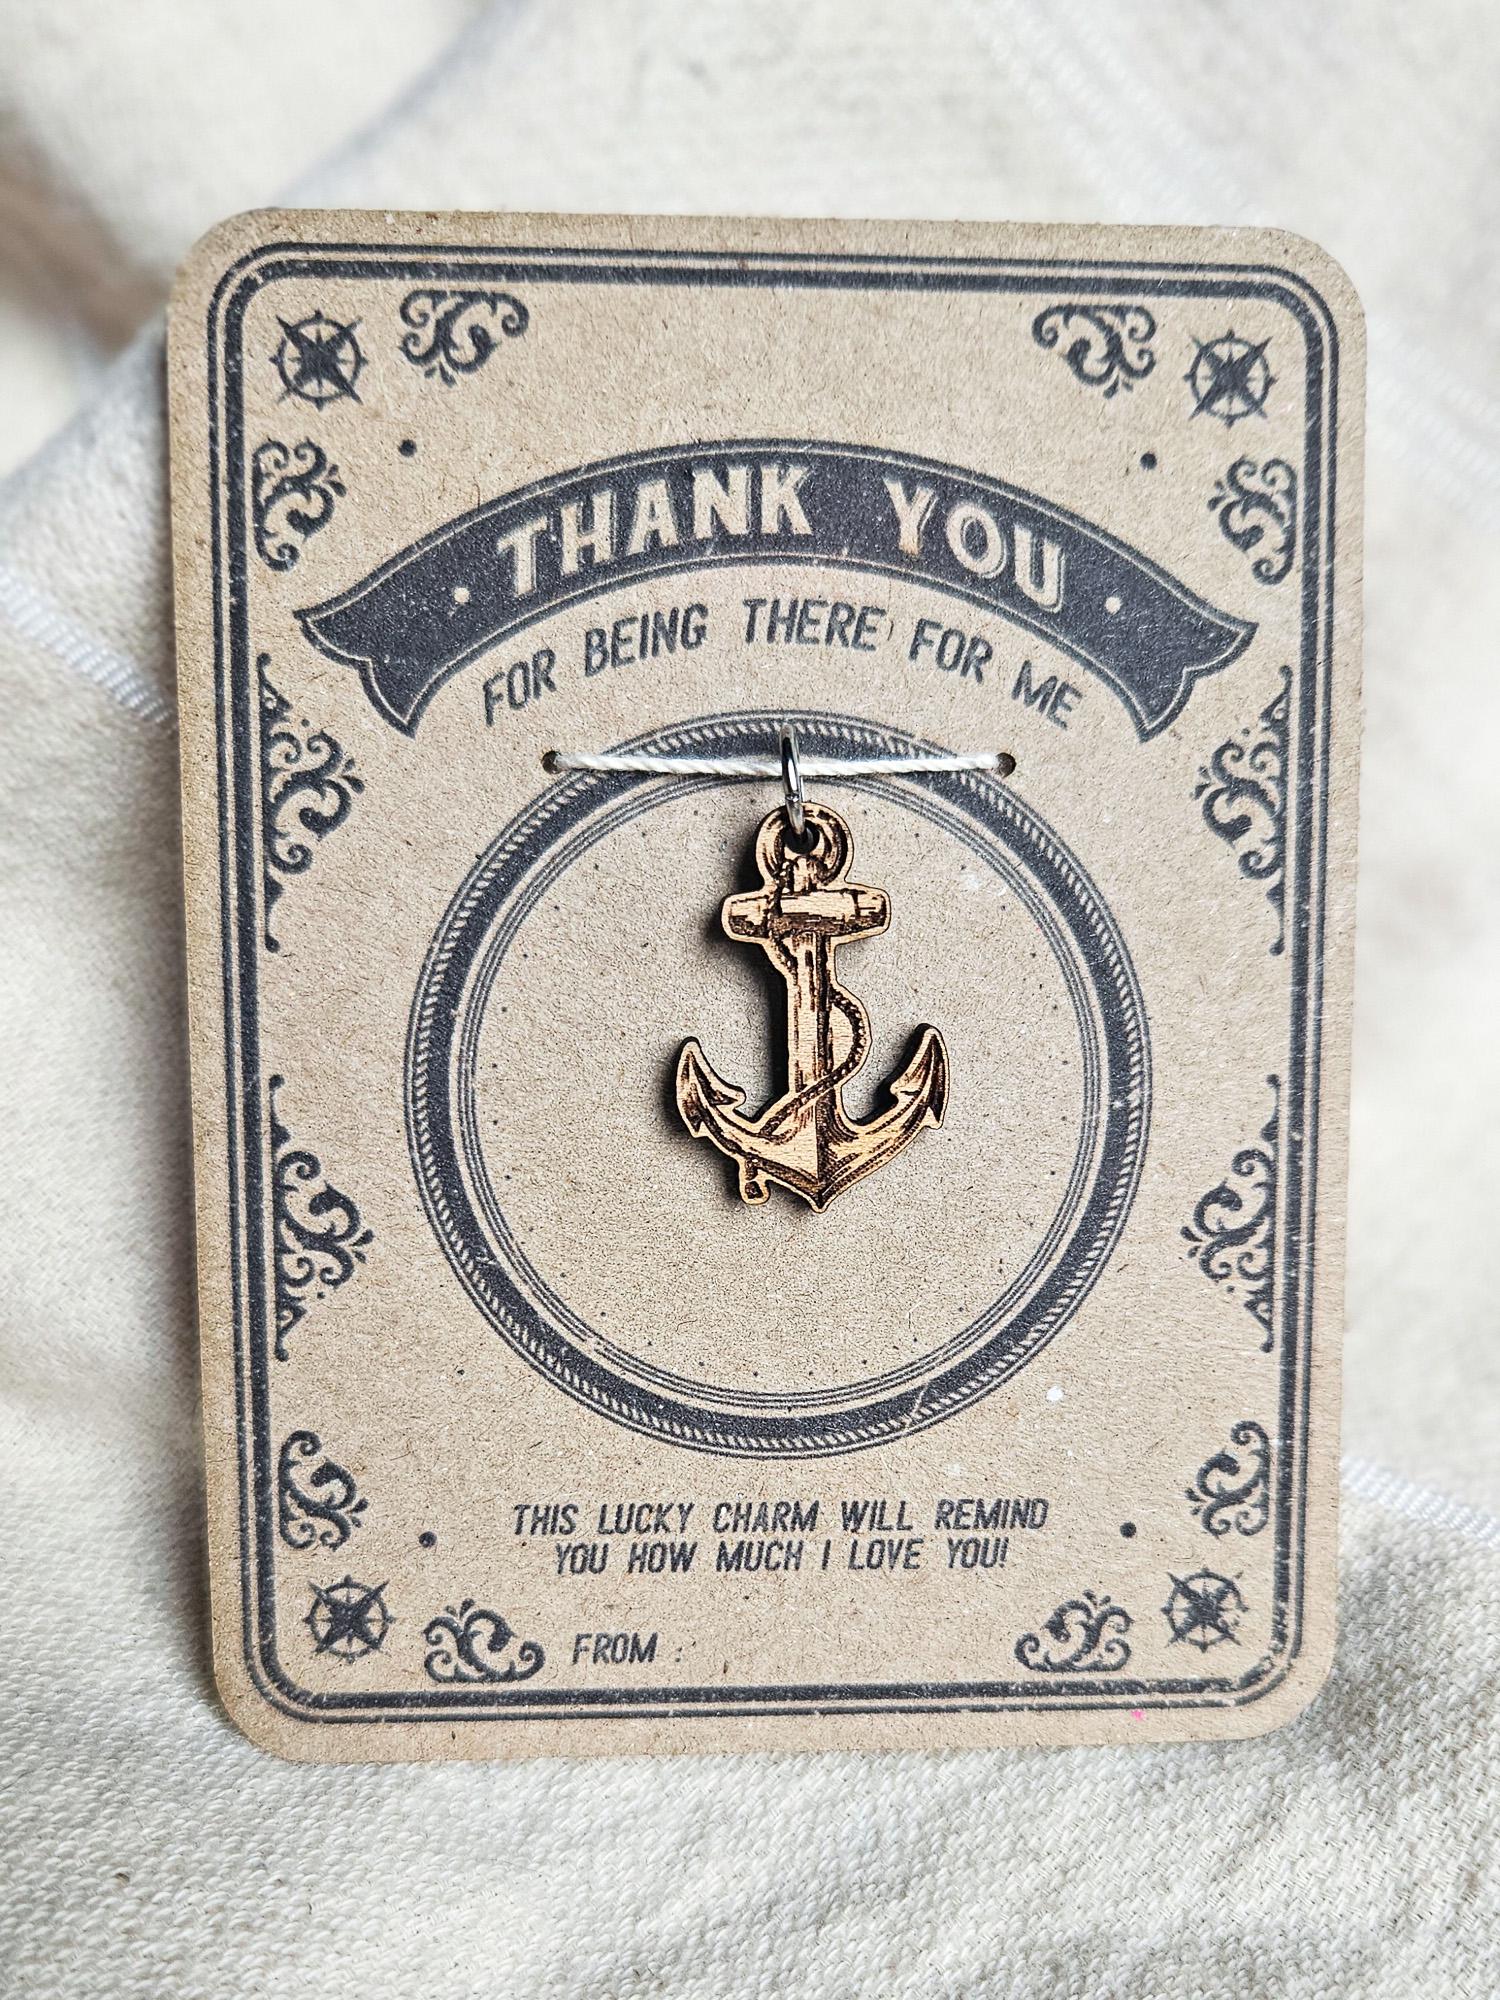 THANK YOU
FOR BEING THERE FOR ME
THIS LUCKY CHARM WILL REMIND
YOU HOW MUCH I LOVE YOU!
FROM :